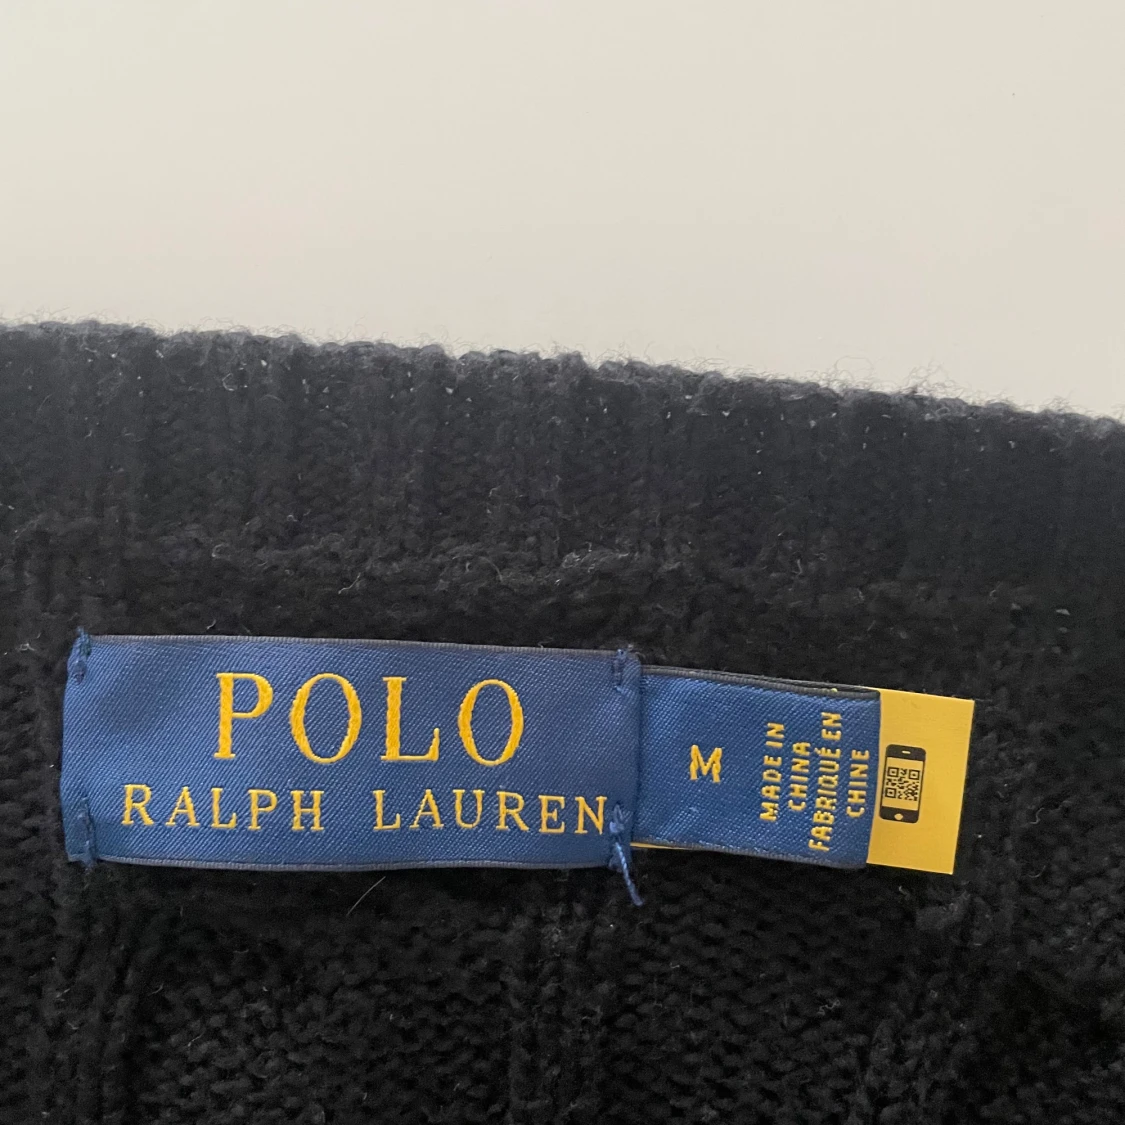 POLO
RALPH LAUREN
M
MADE IN
CHINA
FABRIQUÉ EN
CHINE